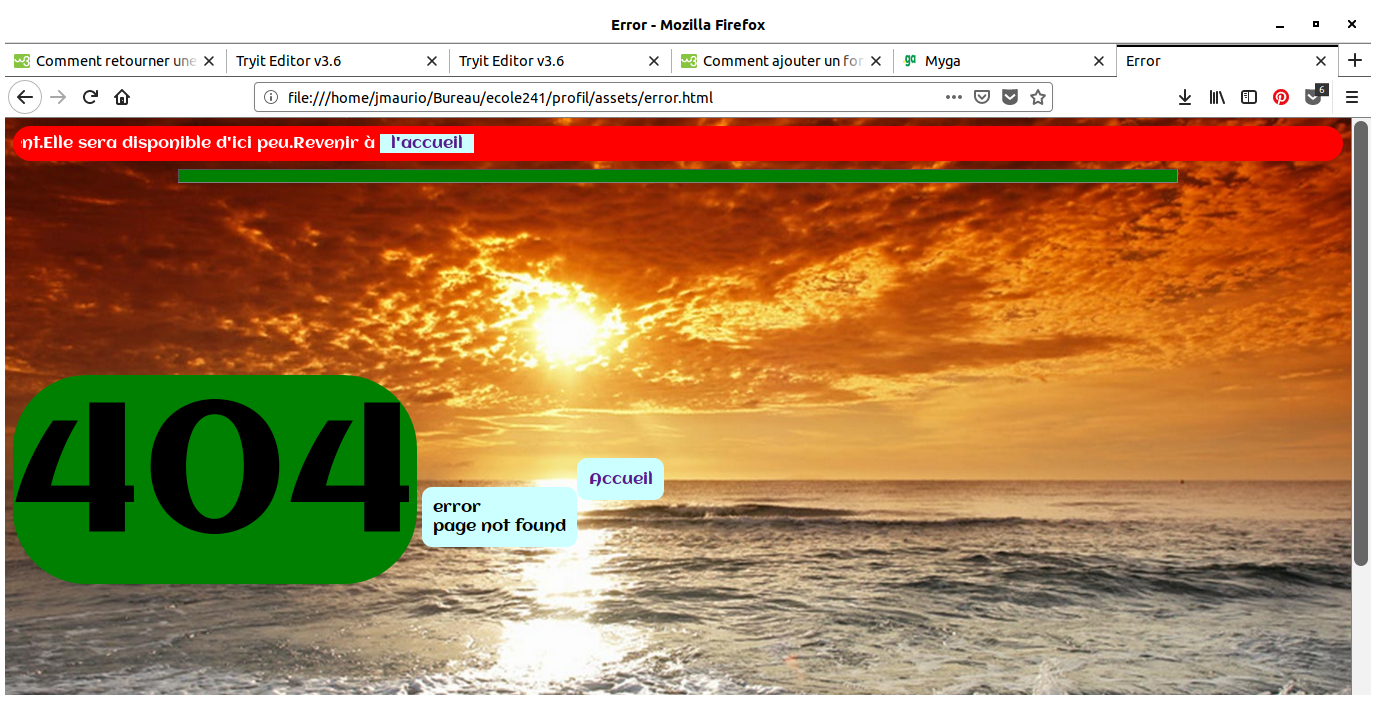 Error - Mozilla Firefox
Comment retourner une
Tryit Editor v3.6
Tryit Editor v3.6
Comment ajouter un for
ga Myga
Error
file:///home/jmaurio/Bureau/ecole241/profil/assets/error.html
6
nt.Elle sera disponible d'ici peu.Revenir à l'accueil
404
Accueil
error
page not found